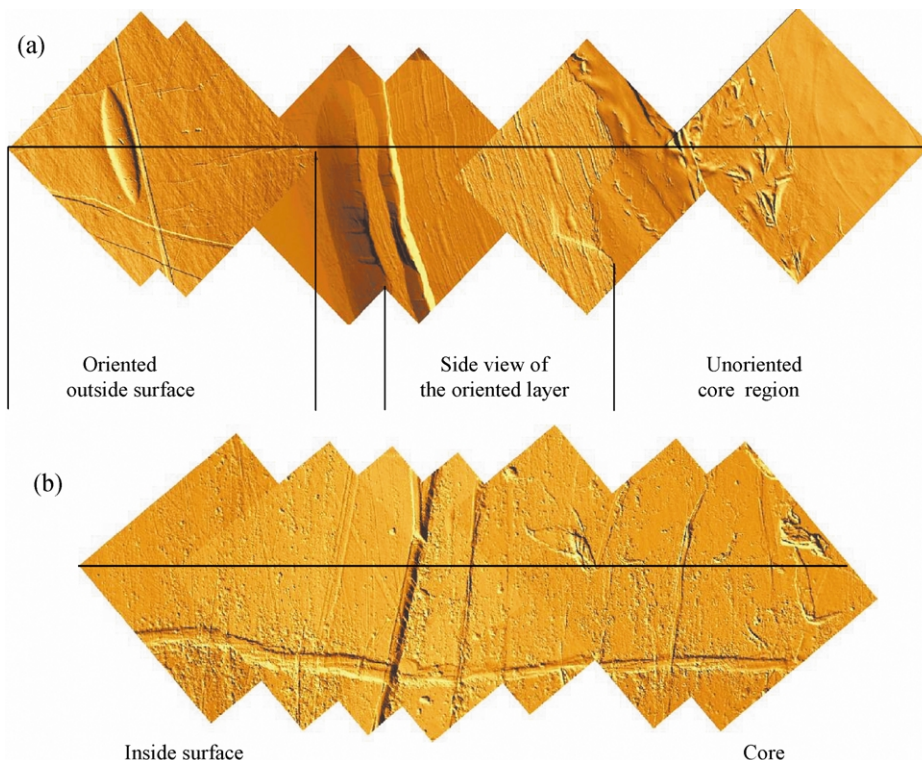 (a)
Oriented
outside surface
Side view of
the oriented layer
Unoriented
core region
(b)
Inside surface
Core